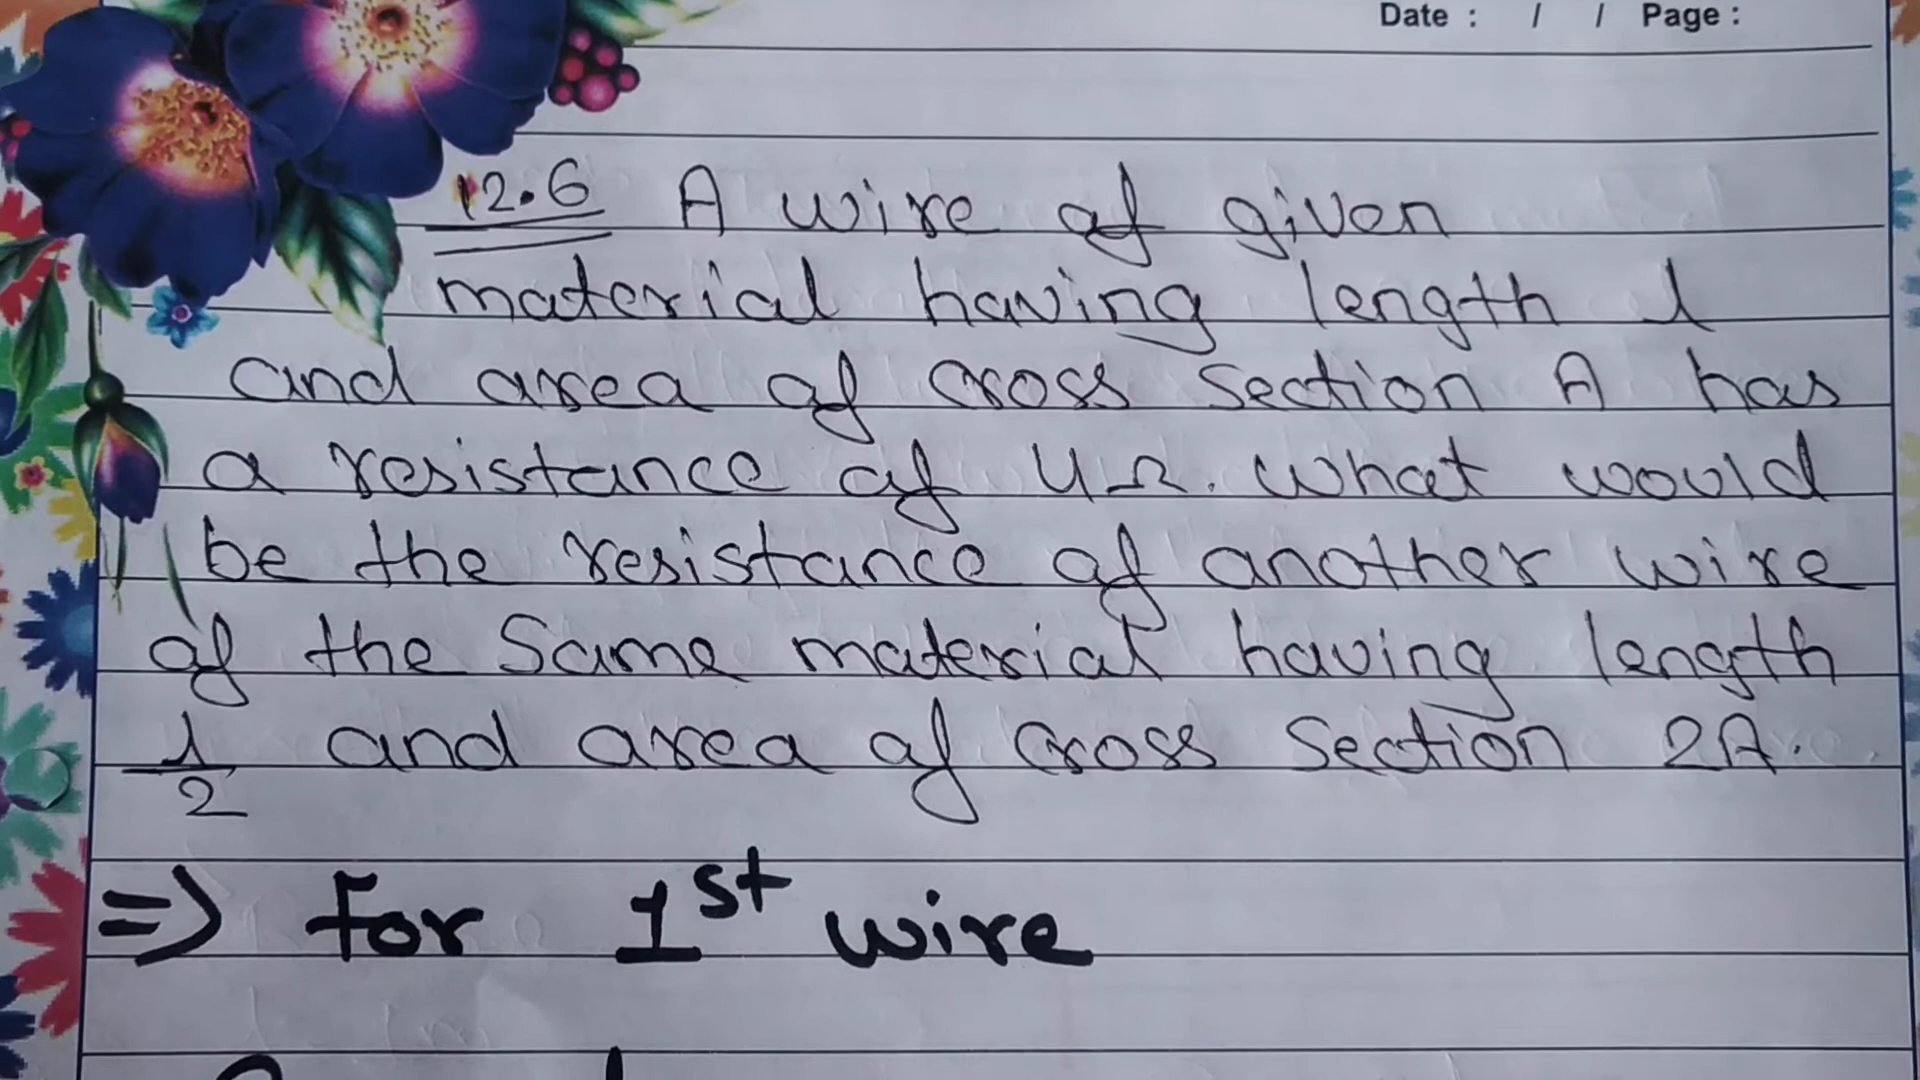 Date : / / Page :
12.6 A wire of given
material having length l
and area of cross section A has
a resistance of 4Ω. What would
be the resistance of another wire
of the same material having length
l/2 and area of cross section 2A.
=> For 1st wire